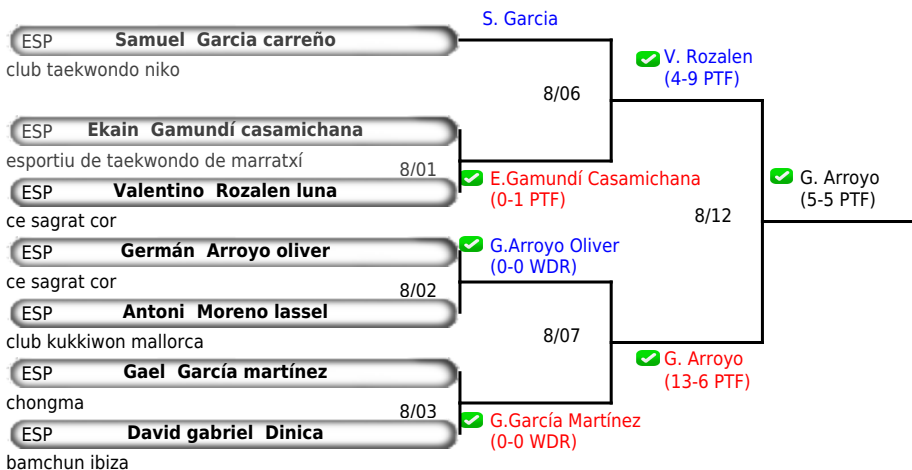 S. Garcia
ESP Samuel Garcia carreño
club taekwondo niko
V. Rozalen
(4-9 PTF)
8/06
ESP Ekain Gamundí casamichana
esportiu de taekwondo de marratxí
8/01
E.Gamundí Casamichana
(0-1 PTF)
ESP Valentino Rozalen luna
ce sagrat cor
G. Arroyo
(5-5 PTF)
8/12
ESP Germán Arroyo oliver
ce sagrat cor
G.Arroyo Oliver
(0-0 WDR)
8/02
ESP Antoni Moreno lassel
club kukkiwon mallorca
8/07
G. Arroyo
(13-6 PTF)
ESP Gael García martínez
chongma
8/03
G.García Martínez
(0-0 WDR)
ESP David gabriel Dinica
bamchun ibiza